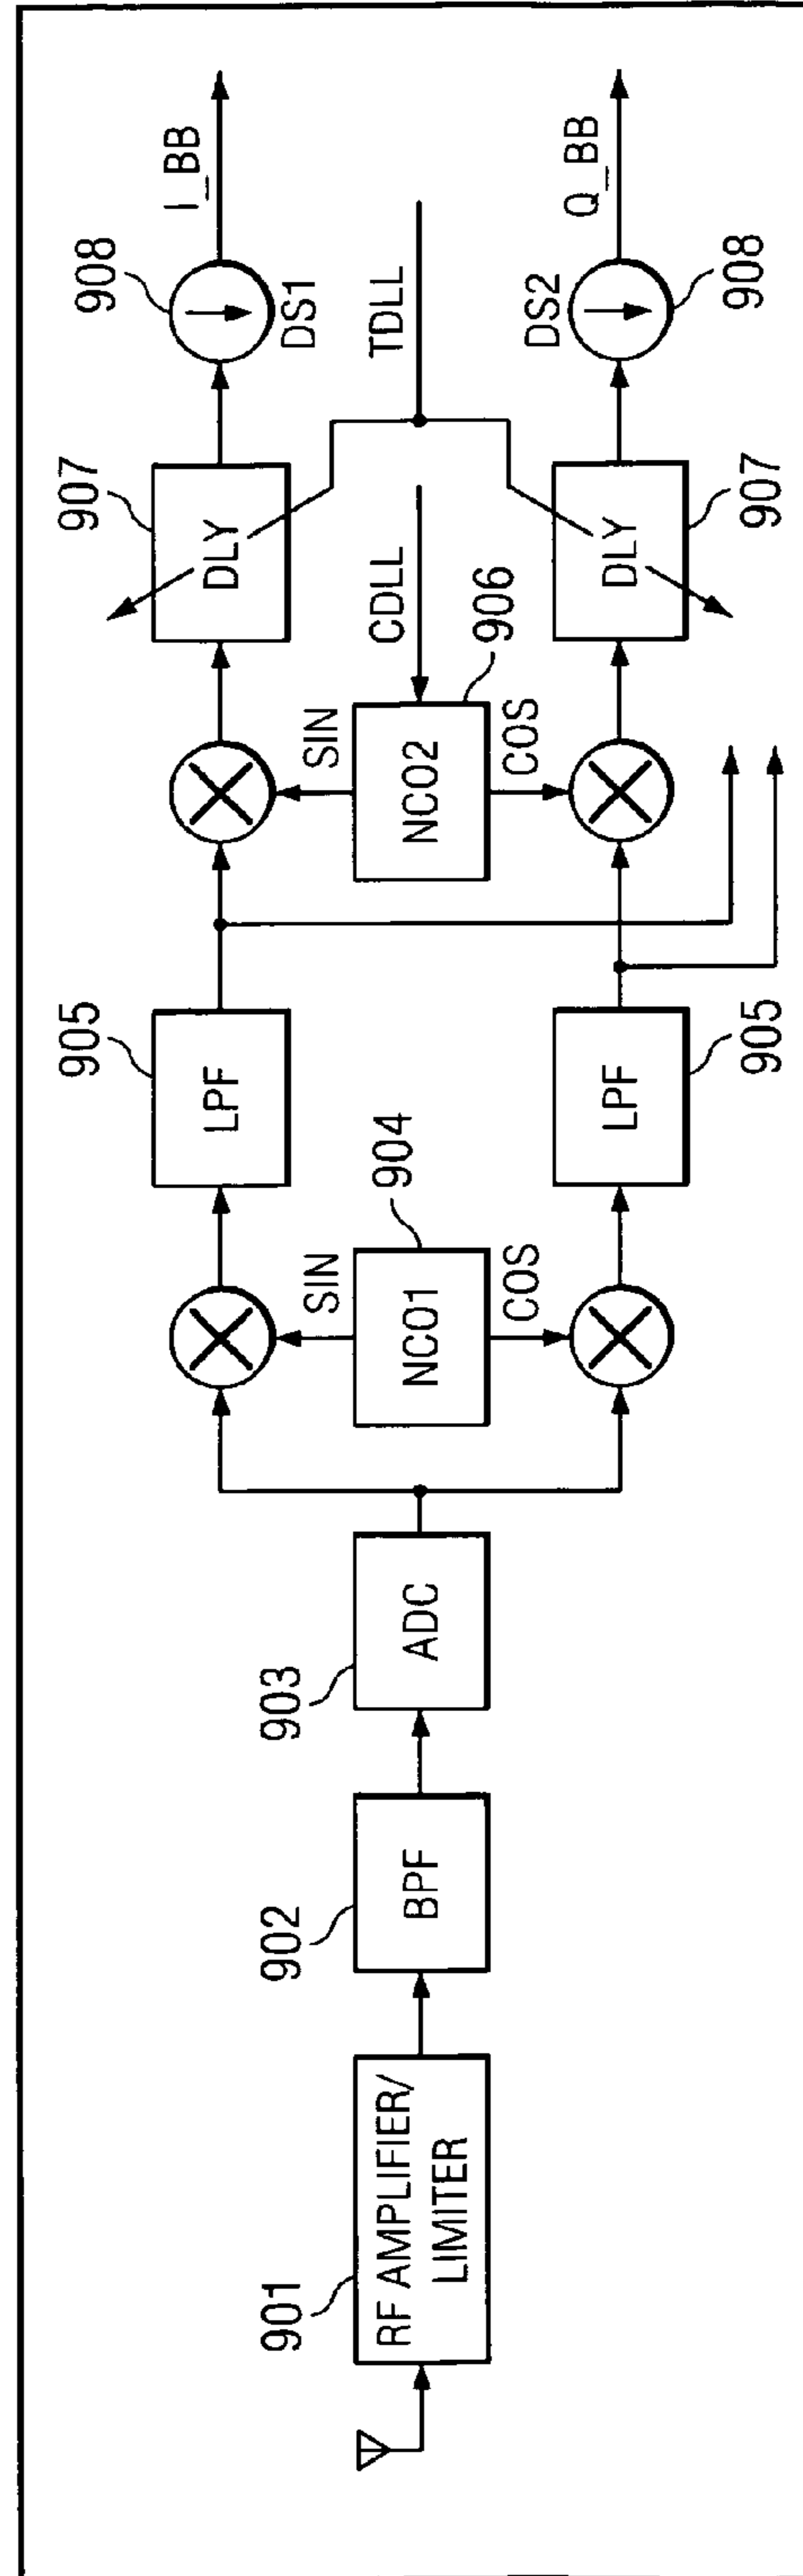 901
RF AMPLIFIER/
LIMITER
902
BPF
903
ADC
904
NCO1
SIN
COS
905
LPF
LPF
905
906
NCO2
SIN
COS
CDLL
907
DLY
DLY
907
TDLL
908
DS1
I_BB
DS2
908
Q_BB